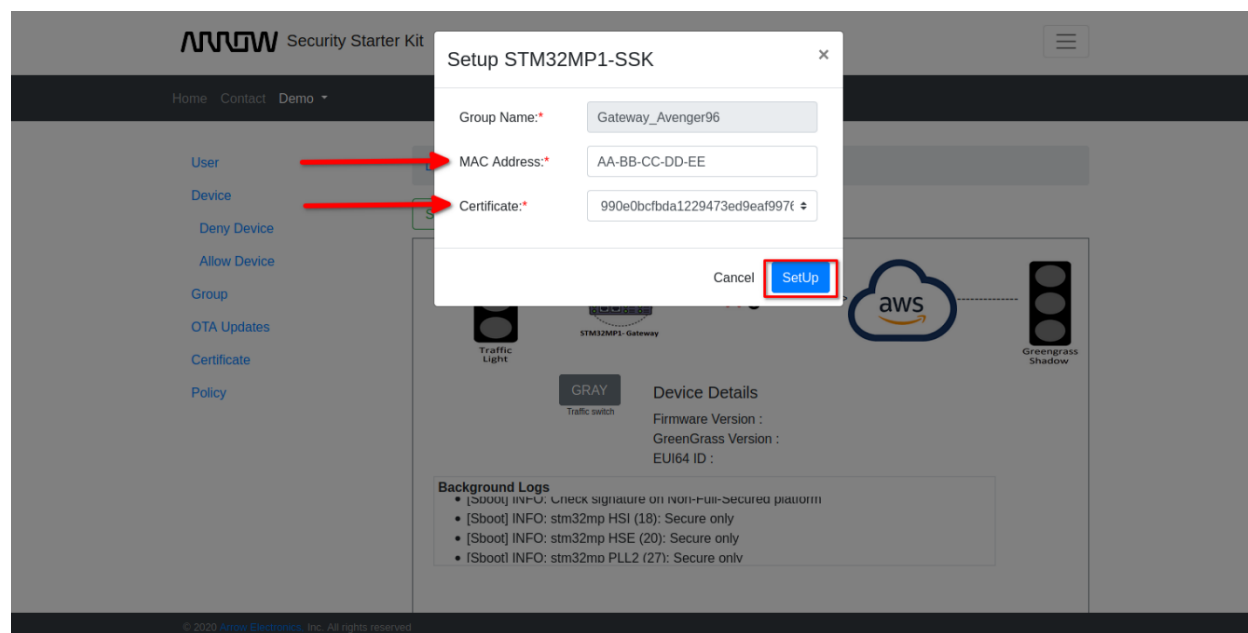 ARROW Security Starter Kit
Home Contact Demo
User
Device
Deny Device
Allow Device
Group
OTA Updates
Certificate
Policy
Setup STM32MP1-SSK ×
Group Name:* Gateway_Avenger96
MAC Address:* AA-BB-CC-DD-EE
Certificate:* 990e0bcfbda1229473ed9eaf9976
Cancel SetUp
Traffic
Light
STM32MP1- Gateway
aws
Greengrass
Shadow
GRAY
Traffic switch
Device Details
Firmware Version :
GreenGrass Version :
EUI64 ID :
Background Logs
• [Sboot] INFO: Check signature on Non-Full-Secured platform
• [Sboot] INFO: stm32mp HSI (18): Secure only
• [Sboot] INFO: stm32mp HSE (20): Secure only
• [Sboot] INFO: stm32mp PLL2 (27): Secure only
© 2020 Arrow Electronics, Inc. All rights reserved